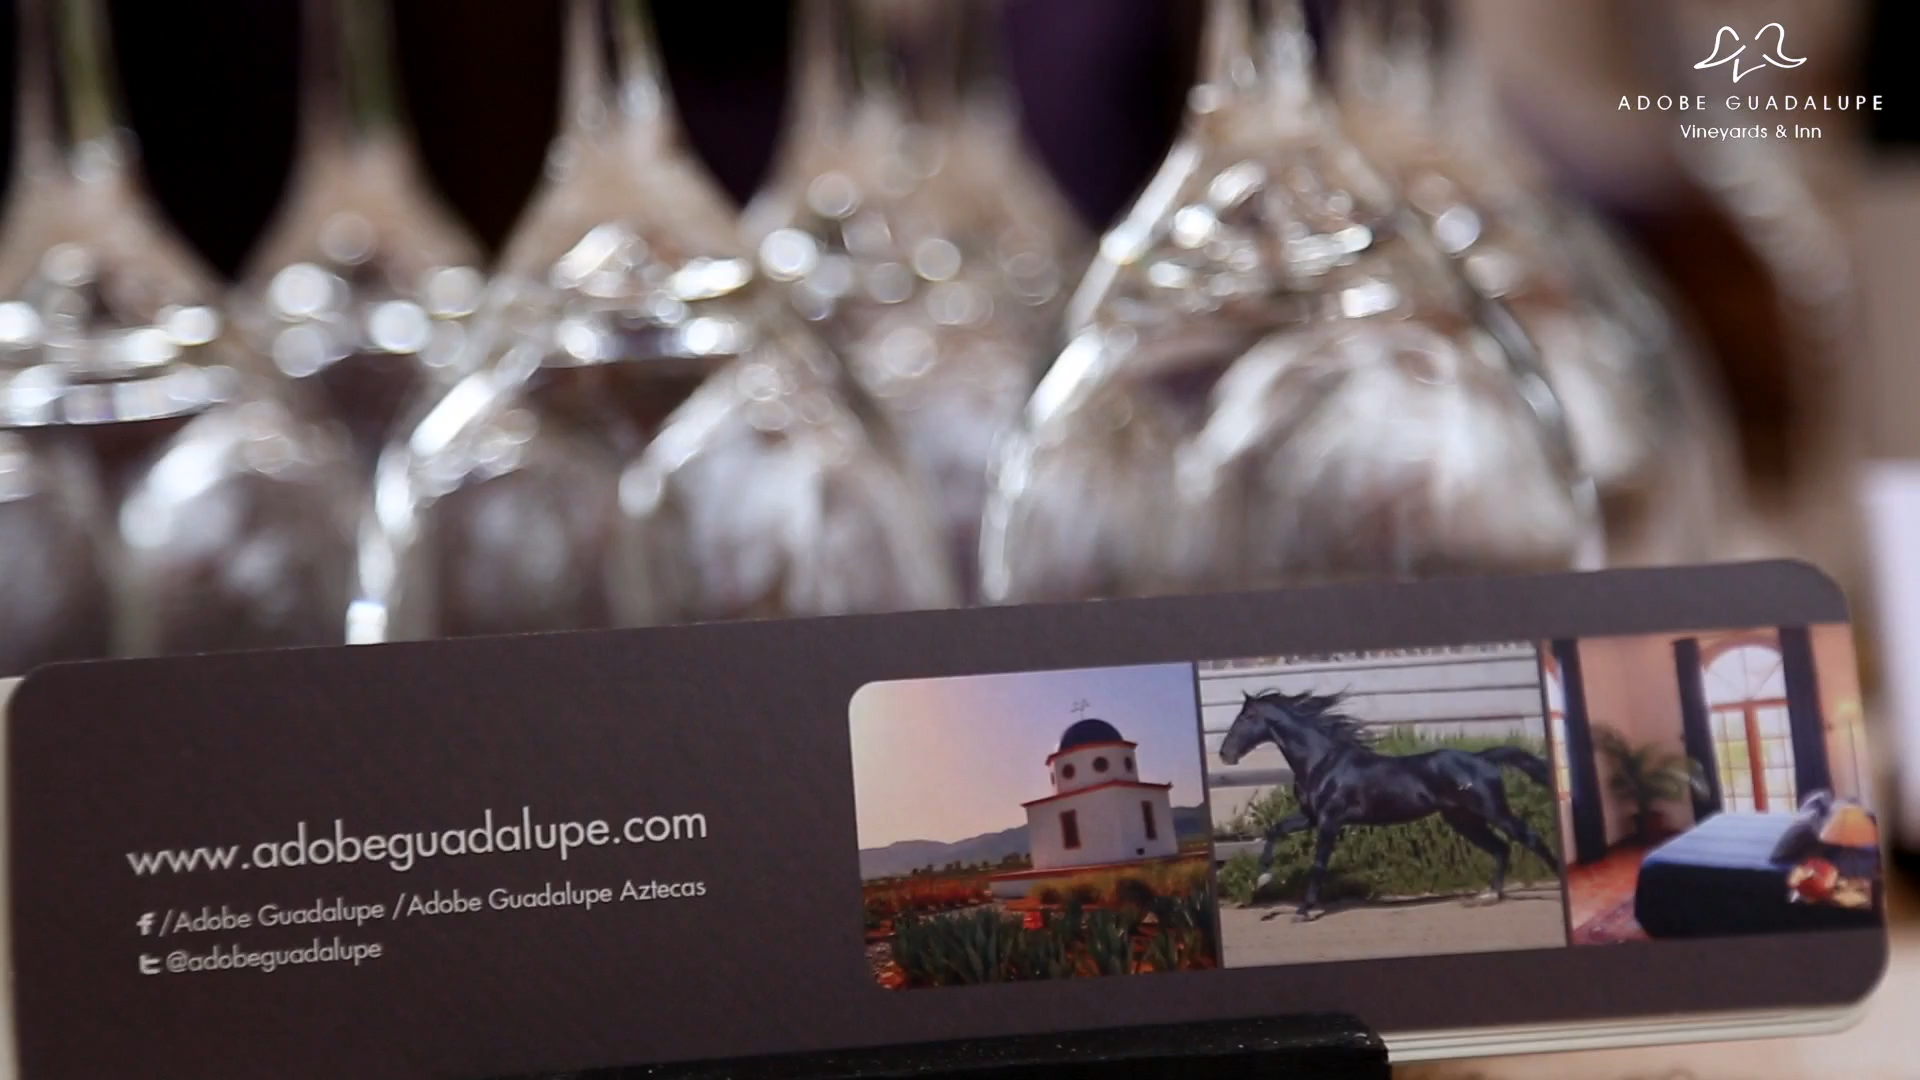 ADOBE GUADALUPE
Vineyards & Inn
www.adobeguadalupe.com
f /Adobe Guadalupe /Adobe Guadalupe Aztecas
@adobeguadalupe